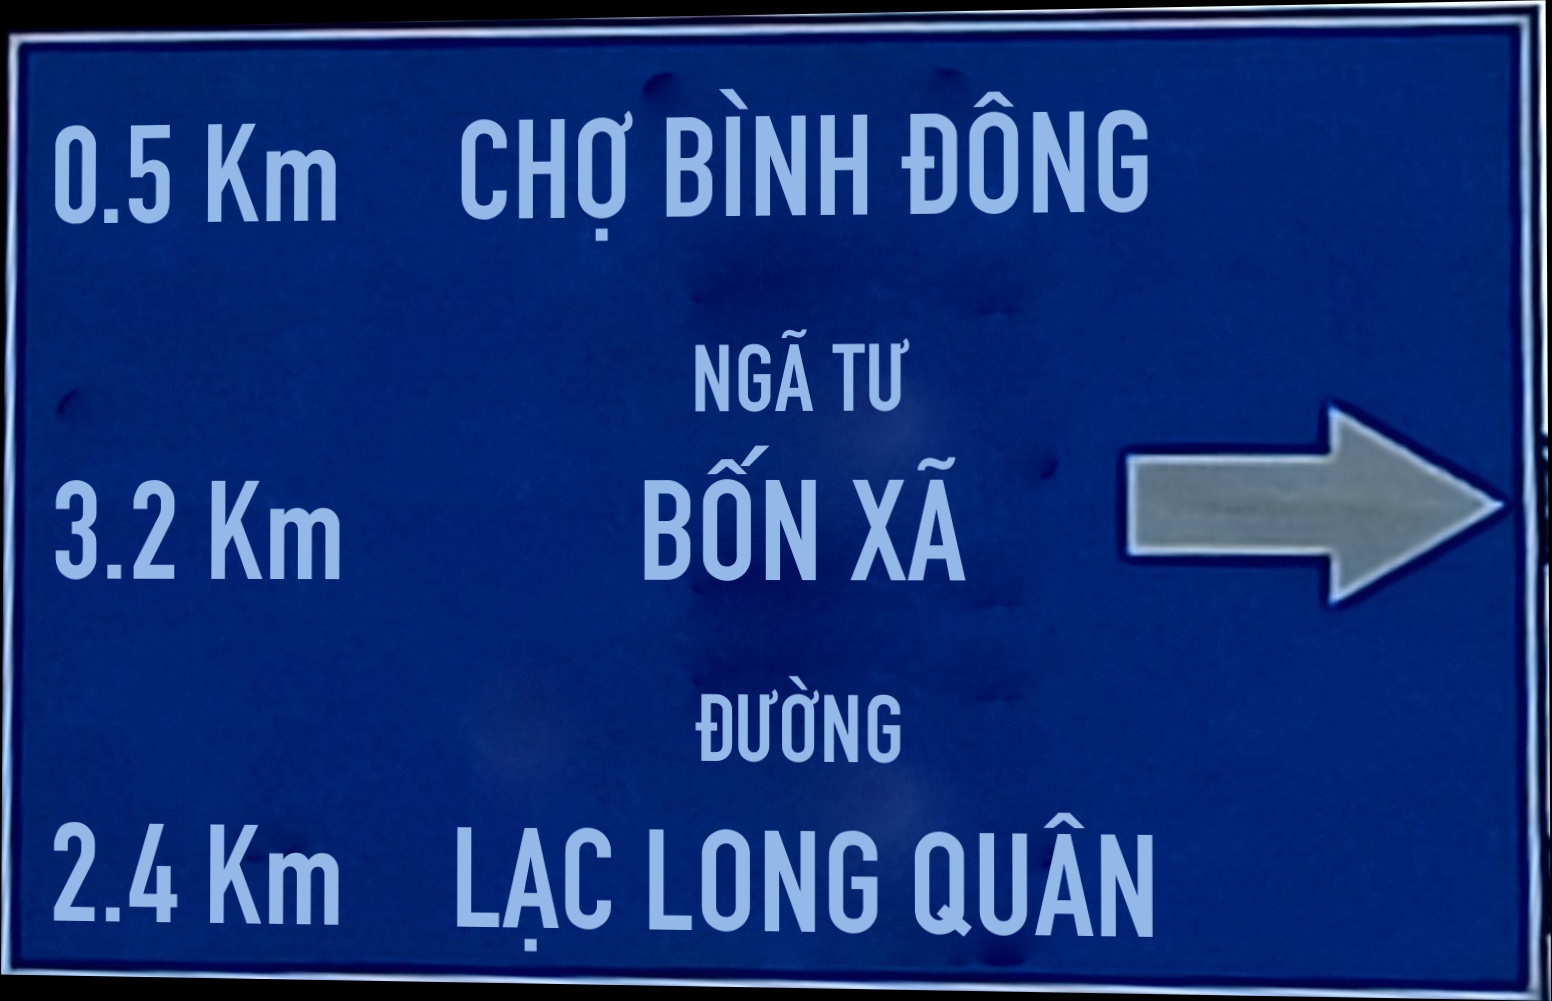 0.5 Km CHỢ BÌNH ĐÔNG
NGÃ TƯ
3.2 Km BỐN XÃ
ĐƯỜNG
2.4 Km LẠC LONG QUÂN